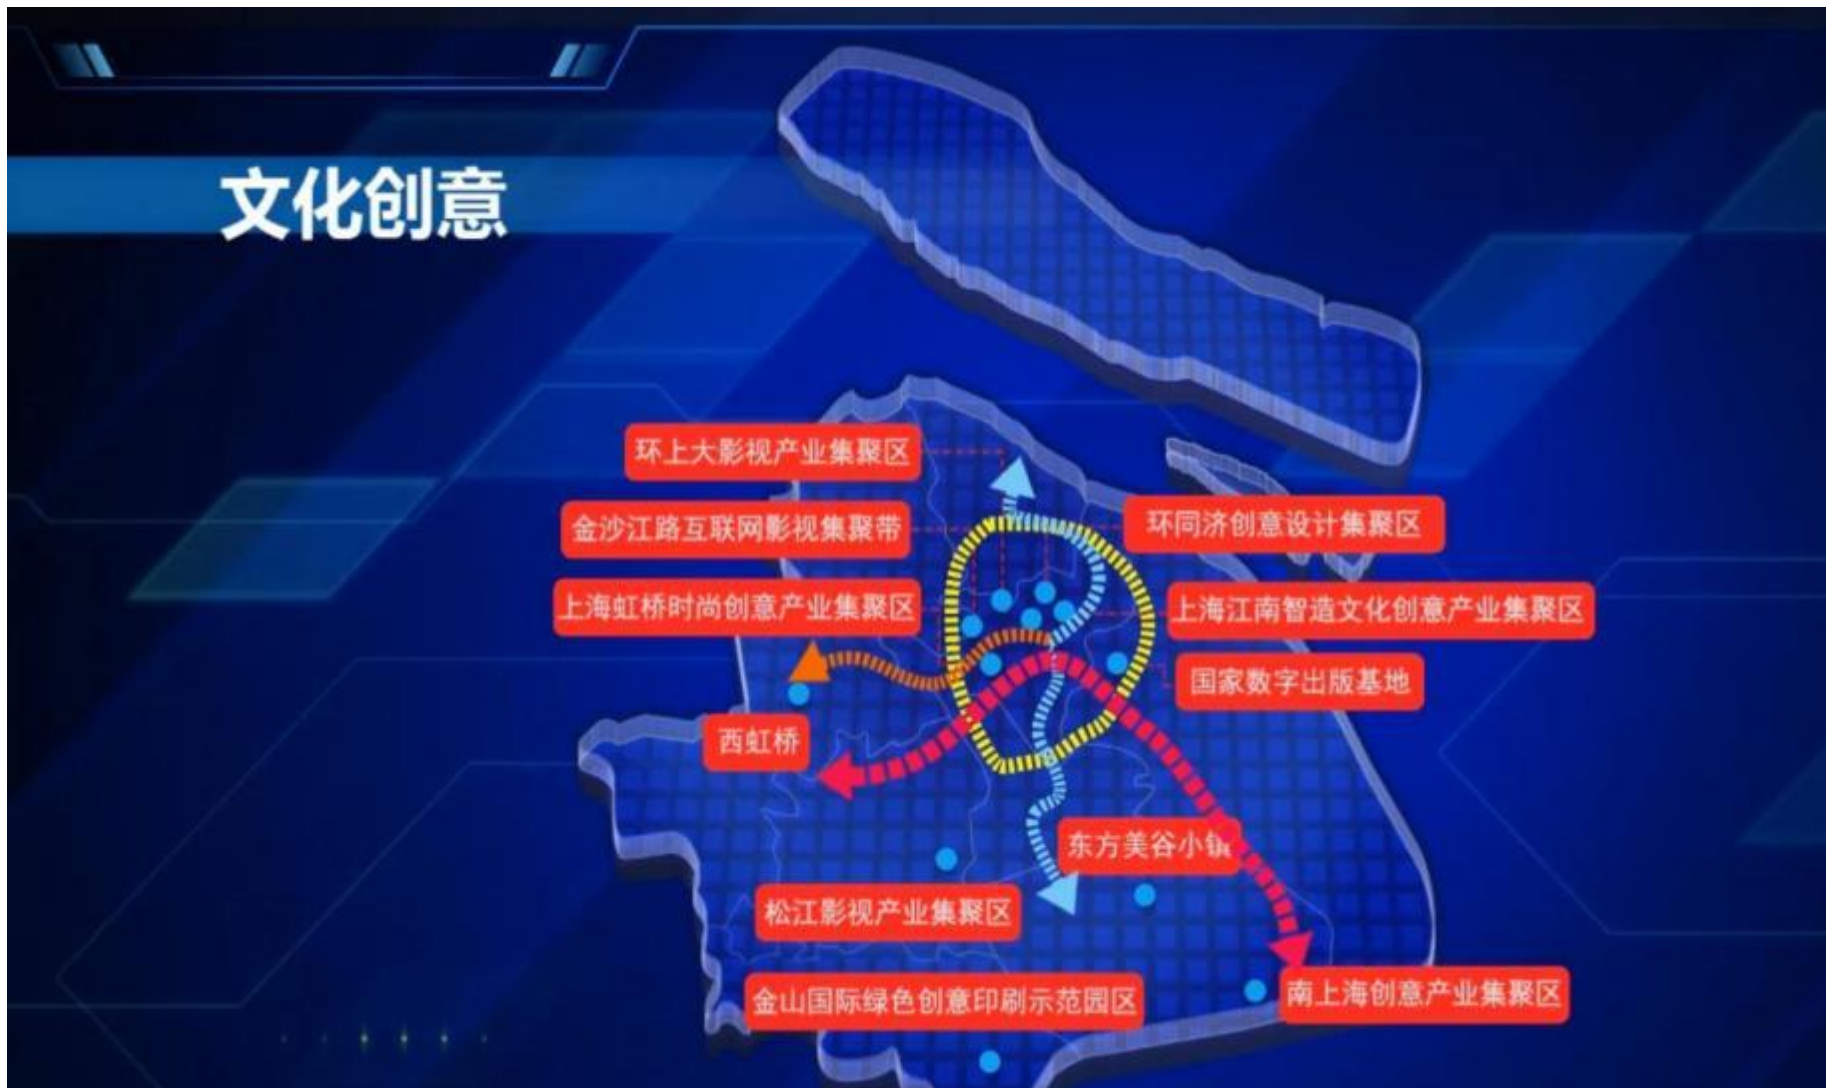 文化创意
环上大影视产业集聚区
金沙江路互联网影视集聚带
环同济创意设计集聚区
上海虹桥时尚创意产业集聚区
上海江南智造文化创意产业集聚区
国家数字出版基地
西虹桥
东方美谷小镇
松江影视产业集聚区
金山国际绿色创意印刷示范园区
南上海创意产业集聚区